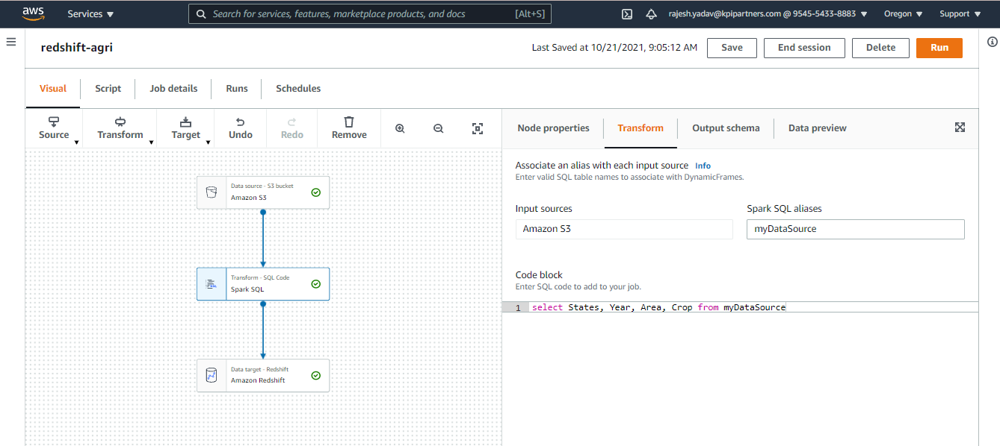 aws Services Search for services, features, marketplace products, and docs [Alt+S] rajesh.yadav@kpipartners.com @ 9545-5433-8883 Oregon Support
redshift-agri Last Saved at 10/21/2021, 9:05:12 AM Save End session Delete Run
Visual Script Job details Runs Schedules
Source Transform Target Undo Redo Remove
Data source - S3 bucket
Amazon S3
Transform - SQL Code
Spark SQL
Data target - Redshift
Amazon Redshift
Node properties Transform Output schema Data preview
Associate an alias with each input source Info
Enter valid SQL table names to associate with DynamicFrames.
Input sources Spark SQL aliases
Amazon S3 myDataSource
Code block
Enter SQL code to add to your job.
1 select States, Year, Area, Crop from myDataSource